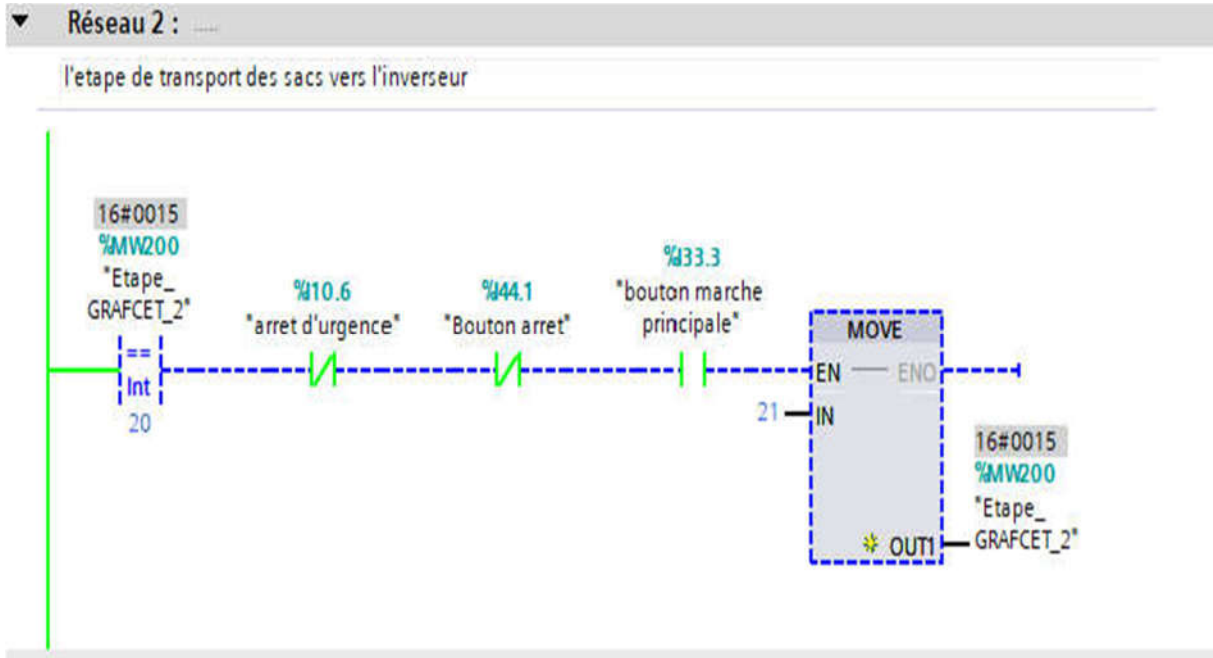 Réseau 2 : .....
l'etape de transport des sacs vers l'inverseur
16#0015
%MW200
"Etape_
GRAFCET_2"
==
Int
20
%I10.6
"arret d'urgence"
%I44.1
"Bouton arret"
%I33.3
"bouton marche
principale"
MOVE
EN
ENO
21
IN
OUT1
16#0015
%MW200
"Etape_
GRAFCET_2"